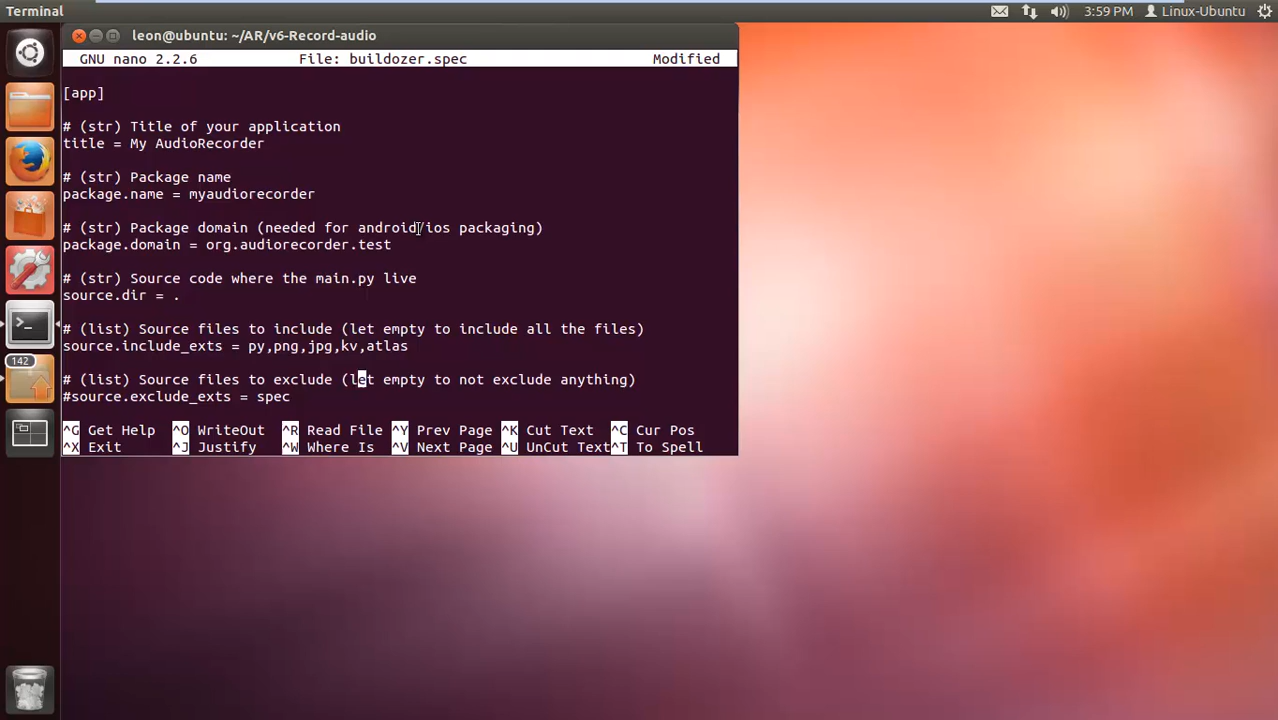 Terminal
3:59 PM Linux-Ubuntu
leon@ubuntu: ~/AR/v6-Record-audio
GNU nano 2.2.6 File: buildozer.spec Modified
[app]
# (str) Title of your application
title = My AudioRecorder
# (str) Package name
package.name = myaudiorecorder
# (str) Package domain (needed for android/ios packaging)
package.domain = org.audiorecorder.test
# (str) Source code where the main.py live
source.dir = .
# (list) Source files to include (let empty to include all the files)
source.include_exts = py,png,jpg,kv,atlas
# (list) Source files to exclude (let empty to not exclude anything)
#source.exclude_exts = spec
^G Get Help ^O WriteOut ^R Read File ^Y Prev Page ^K Cut Text ^C Cur Pos
^X Exit ^J Justify ^W Where Is ^V Next Page ^U UnCut Text^T To Spell
142